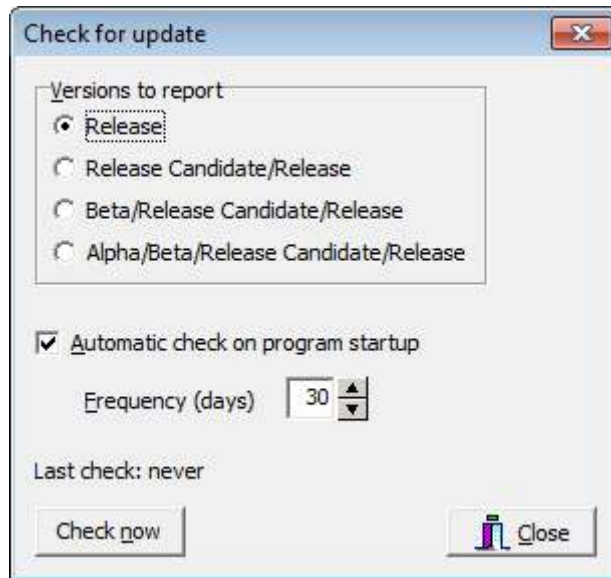 Check for update
Versions to report
Release
Release Candidate/Release
Beta/Release Candidate/Release
Alpha/Beta/Release Candidate/Release
Automatic check on program startup
Frequency (days) 30
Last check: never
Check now Close